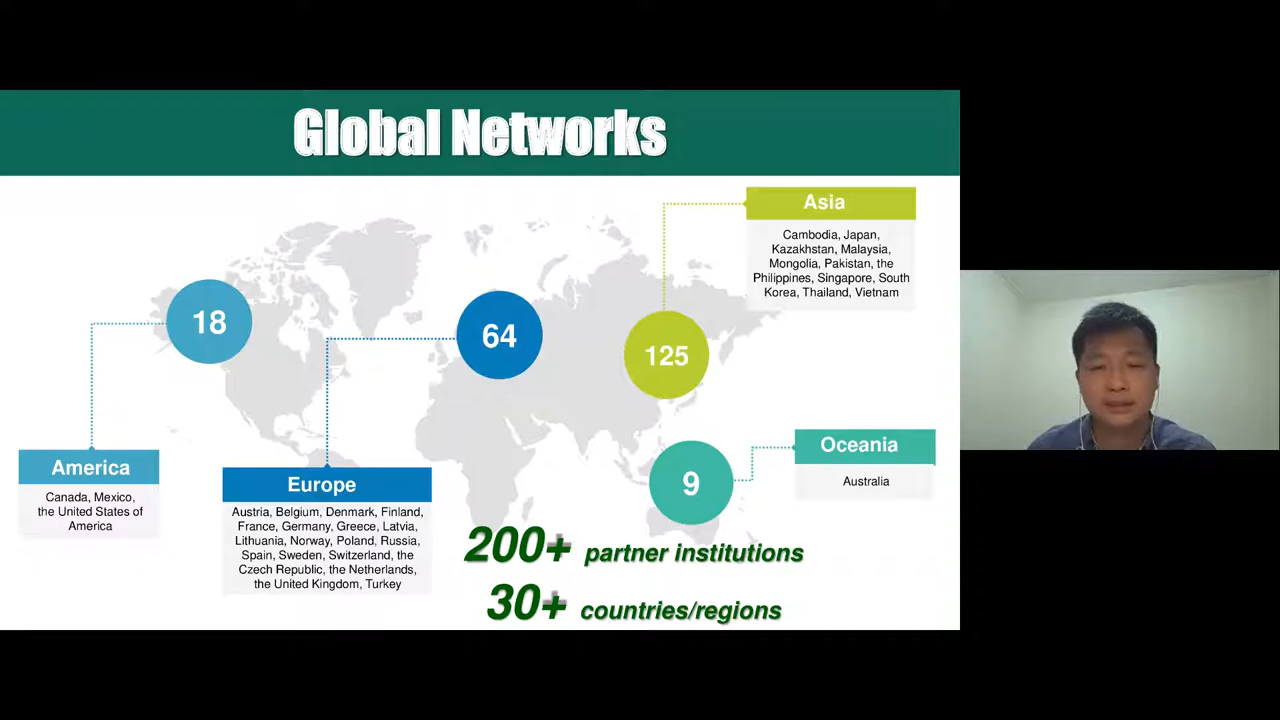 Global Networks
Asia
Cambodia, Japan,
Kazakhstan, Malaysia,
Mongolia, Pakistan, the
Philippines, Singapore, South
Korea, Thailand, Vietnam
18
64
125
America
Canada, Mexico,
the United States of
America
Europe
Austria, Belgium, Denmark, Finland,
France, Germany, Greece, Latvia,
Lithuania, Norway, Poland, Russia,
Spain, Sweden, Switzerland, the
Czech Republic, the Netherlands,
the United Kingdom, Turkey
9
Oceania
Australia
200+ partner institutions
30+ countries/regions